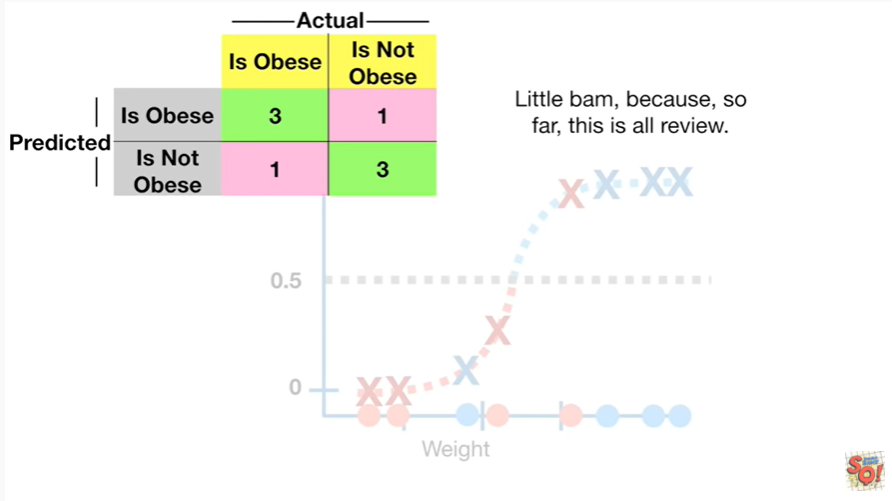 Actual
Is Obese
Is Not
Obese
Predicted
Is Obese
3
1
Is Not
Obese
1
3
Little bam, because, so
far, this is all review.
X X X X X X X X
0.5
0
Weight
SQ!